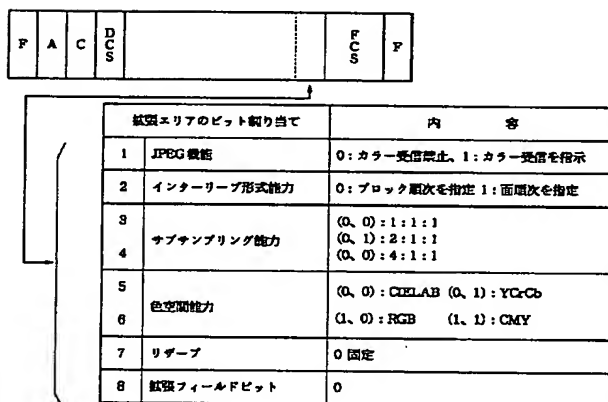 F A C DCS FCS F
拡張エリアのビット割り当て 内 容
1 JPEG機能 0：カラー受信禁止、1：カラー受信を指示
2 インターリーブ形式能力 0：ブロック順次を指定 1：面順次を指定
3 (0、0)：1：1：1
サブサンプリング能力 (0、1)：2：1：1
4 (0、0)：4：1：1
5 (0、0)：CIELAB (0、1)：YCrCb
色空間能力
6 (1、0)：RGB (1、1)：CMY
7 リザーブ 0 固定
8 拡張フィールドビット 0